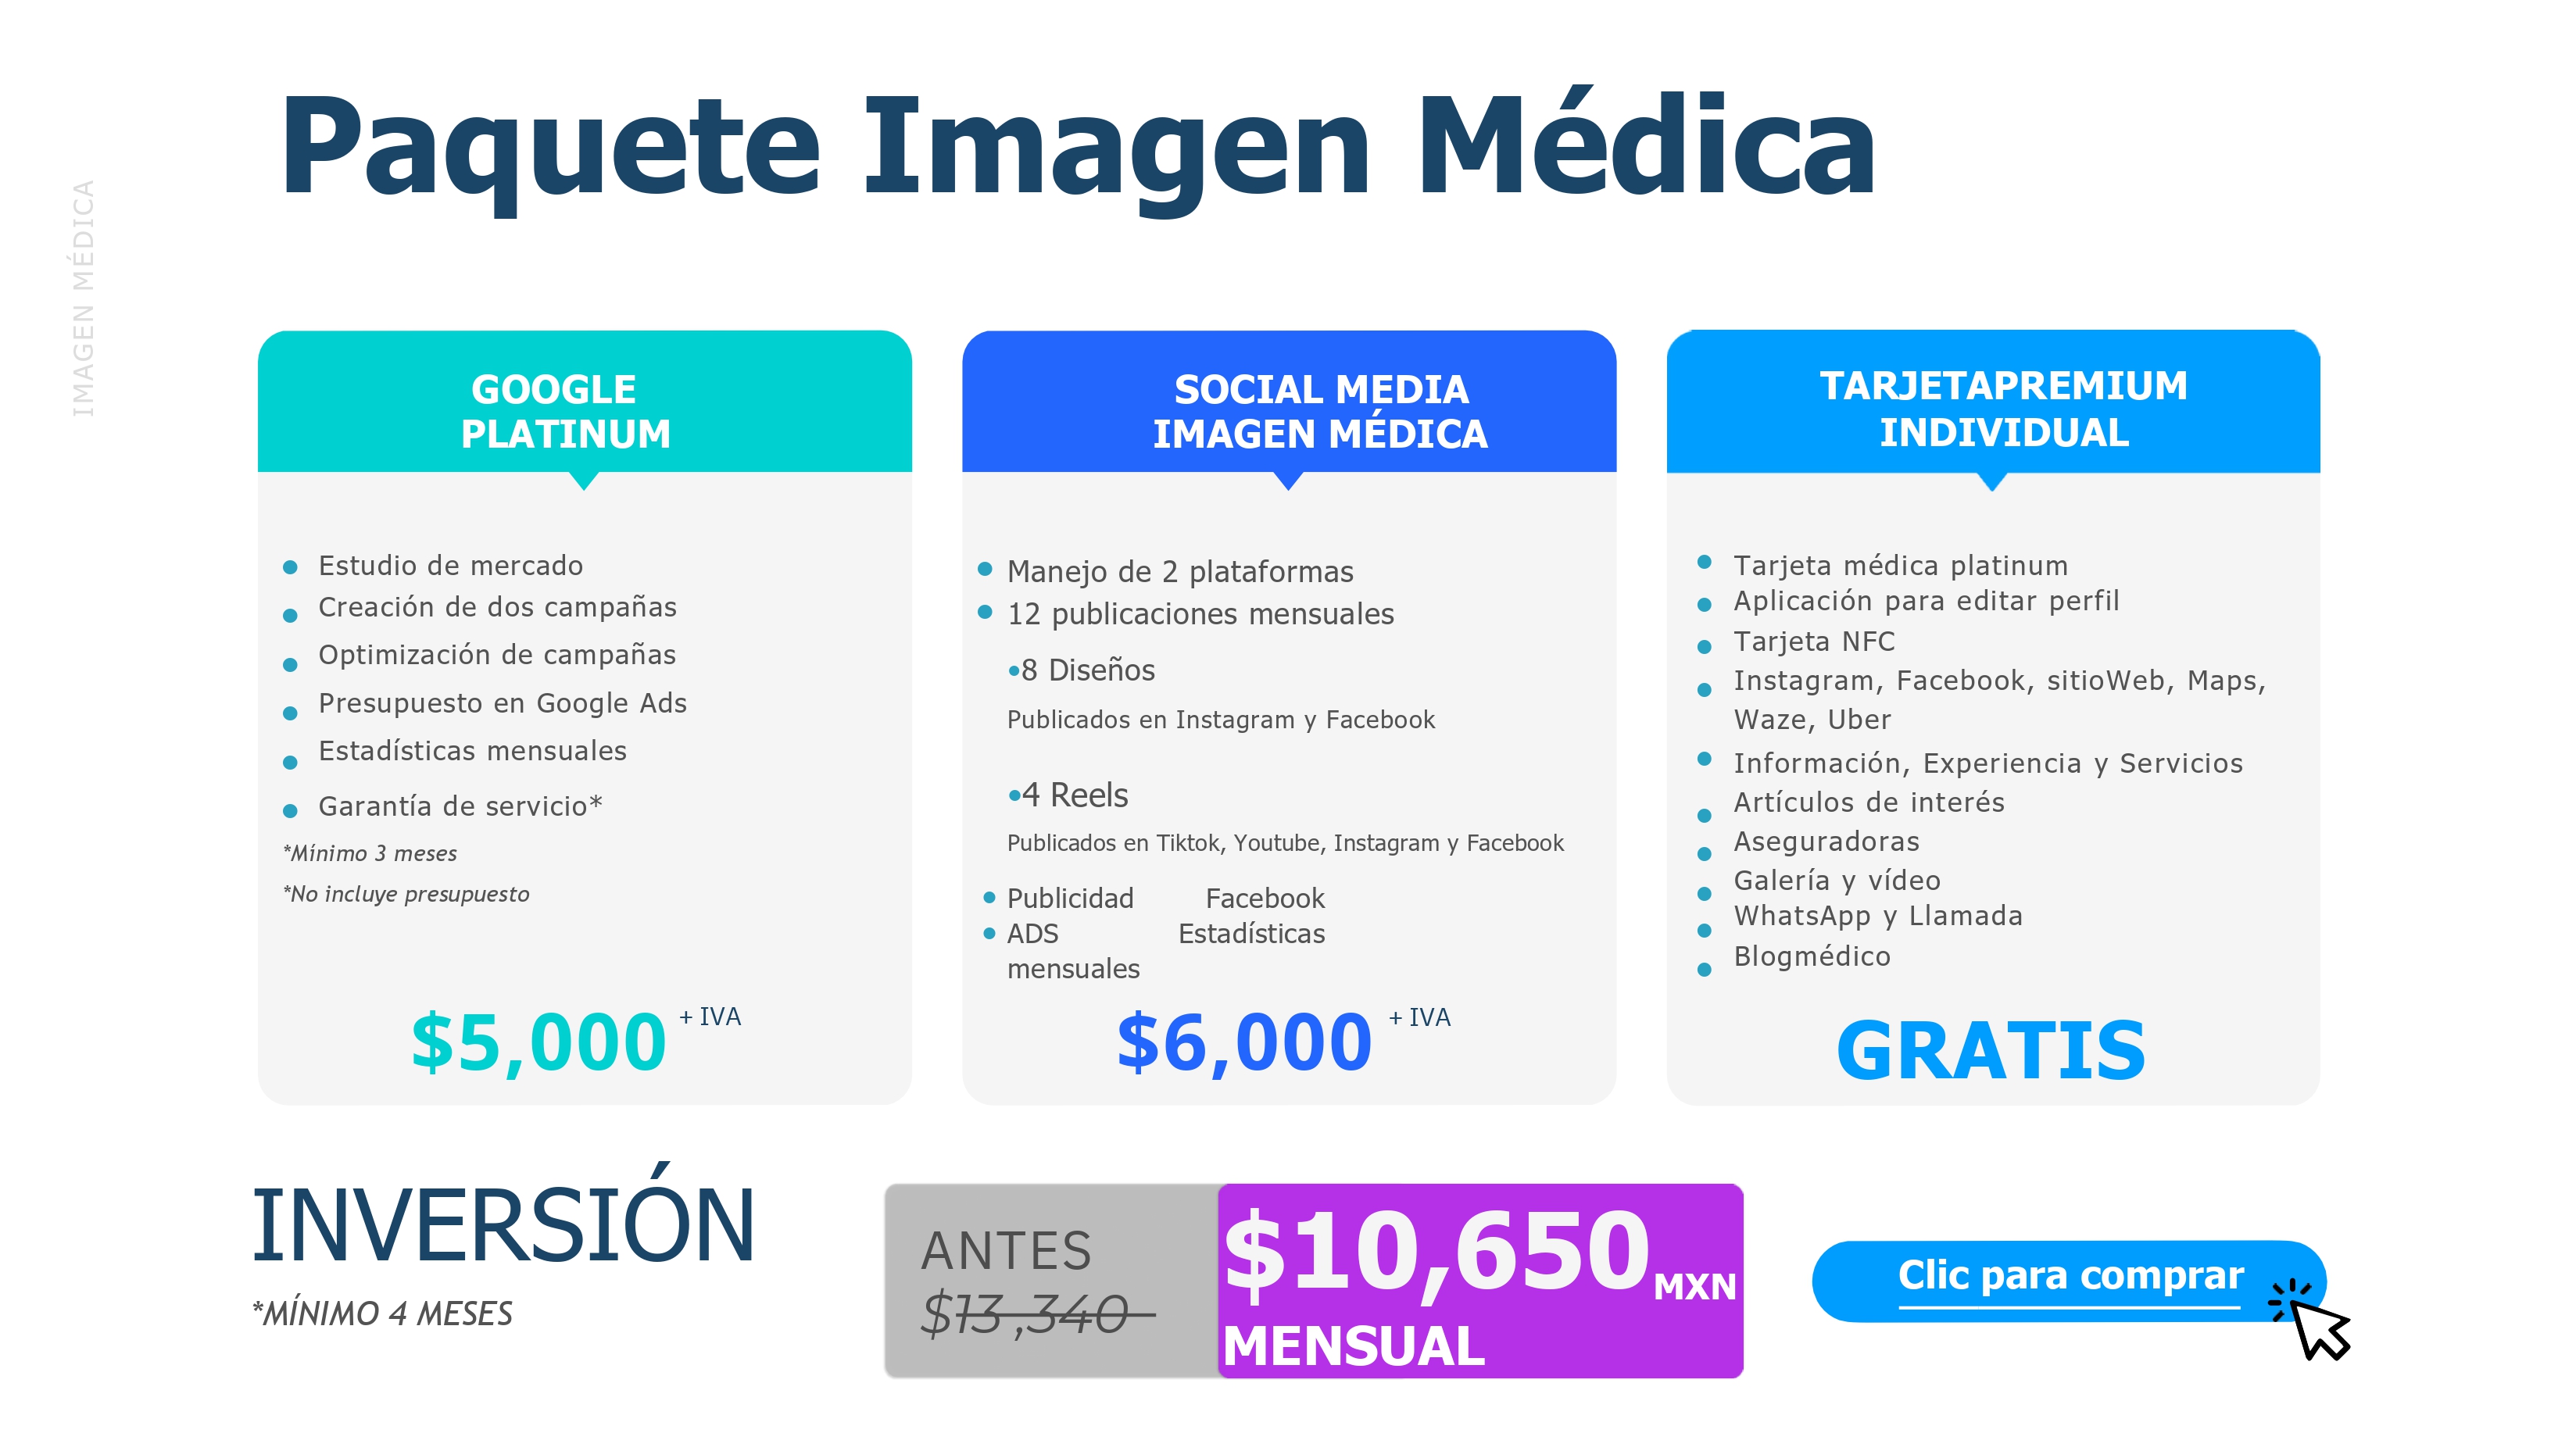 Paquete Imagen Médica
IMAGEN MÉDICA
GOOGLE
PLATINUM
Estudio de mercado
Creación de dos campañas
Optimización de campañas
Presupuesto en Google Ads
Estadísticas mensuales
Garantía de servicio*
*Mínimo 3 meses
*No incluye presupuesto
$5,000 + IVA
SOCIAL MEDIA
IMAGEN MÉDICA
Manejo de 2 plataformas
12 publicaciones mensuales
•8 Diseños
Publicados en Instagram y Facebook
•4 Reels
Publicados en Tiktok, Youtube, Instagram y Facebook
Publicidad Facebook
ADS Estadísticas
mensuales
$6,000 + IVA
TARJETAPREMIUM
INDIVIDUAL
Tarjeta médica platinum
Aplicación para editar perfil
Tarjeta NFC
Instagram, Facebook, sitioWeb, Maps,
Waze, Uber
Información, Experiencia y Servicios
Artículos de interés
Aseguradoras
Galería y vídeo
WhatsApp y Llamada
Blogmédico
GRATIS
INVERSIÓN
*MÍNIMO 4 MESES
ANTES
$13,340
$10,650 MXN
MENSUAL
Clic para comprar